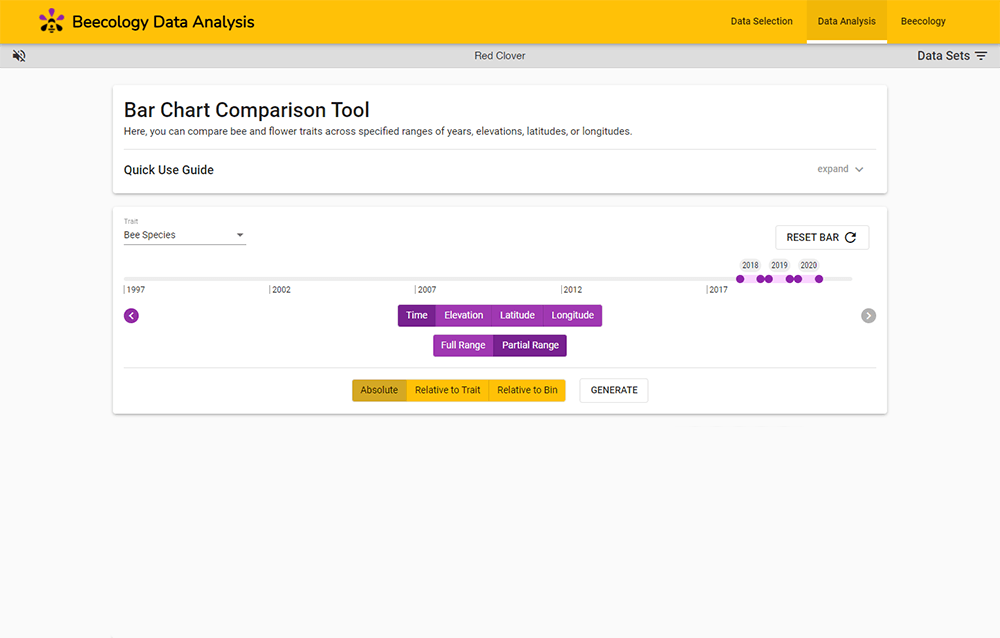 Beecology Data Analysis
Data Selection
Data Analysis
Beecology
Red Clover
Data Sets
Bar Chart Comparison Tool
Here, you can compare bee and flower traits across specified ranges of years, elevations, latitudes, or longitudes.
Quick Use Guide
expand
Trait
Bee Species
RESET BAR
2018 2019 2020
|1997 |2002 |2007 |2012 |2017
Time Elevation Latitude Longitude
Full Range Partial Range
Absolute Relative to Trait Relative to Bin GENERATE